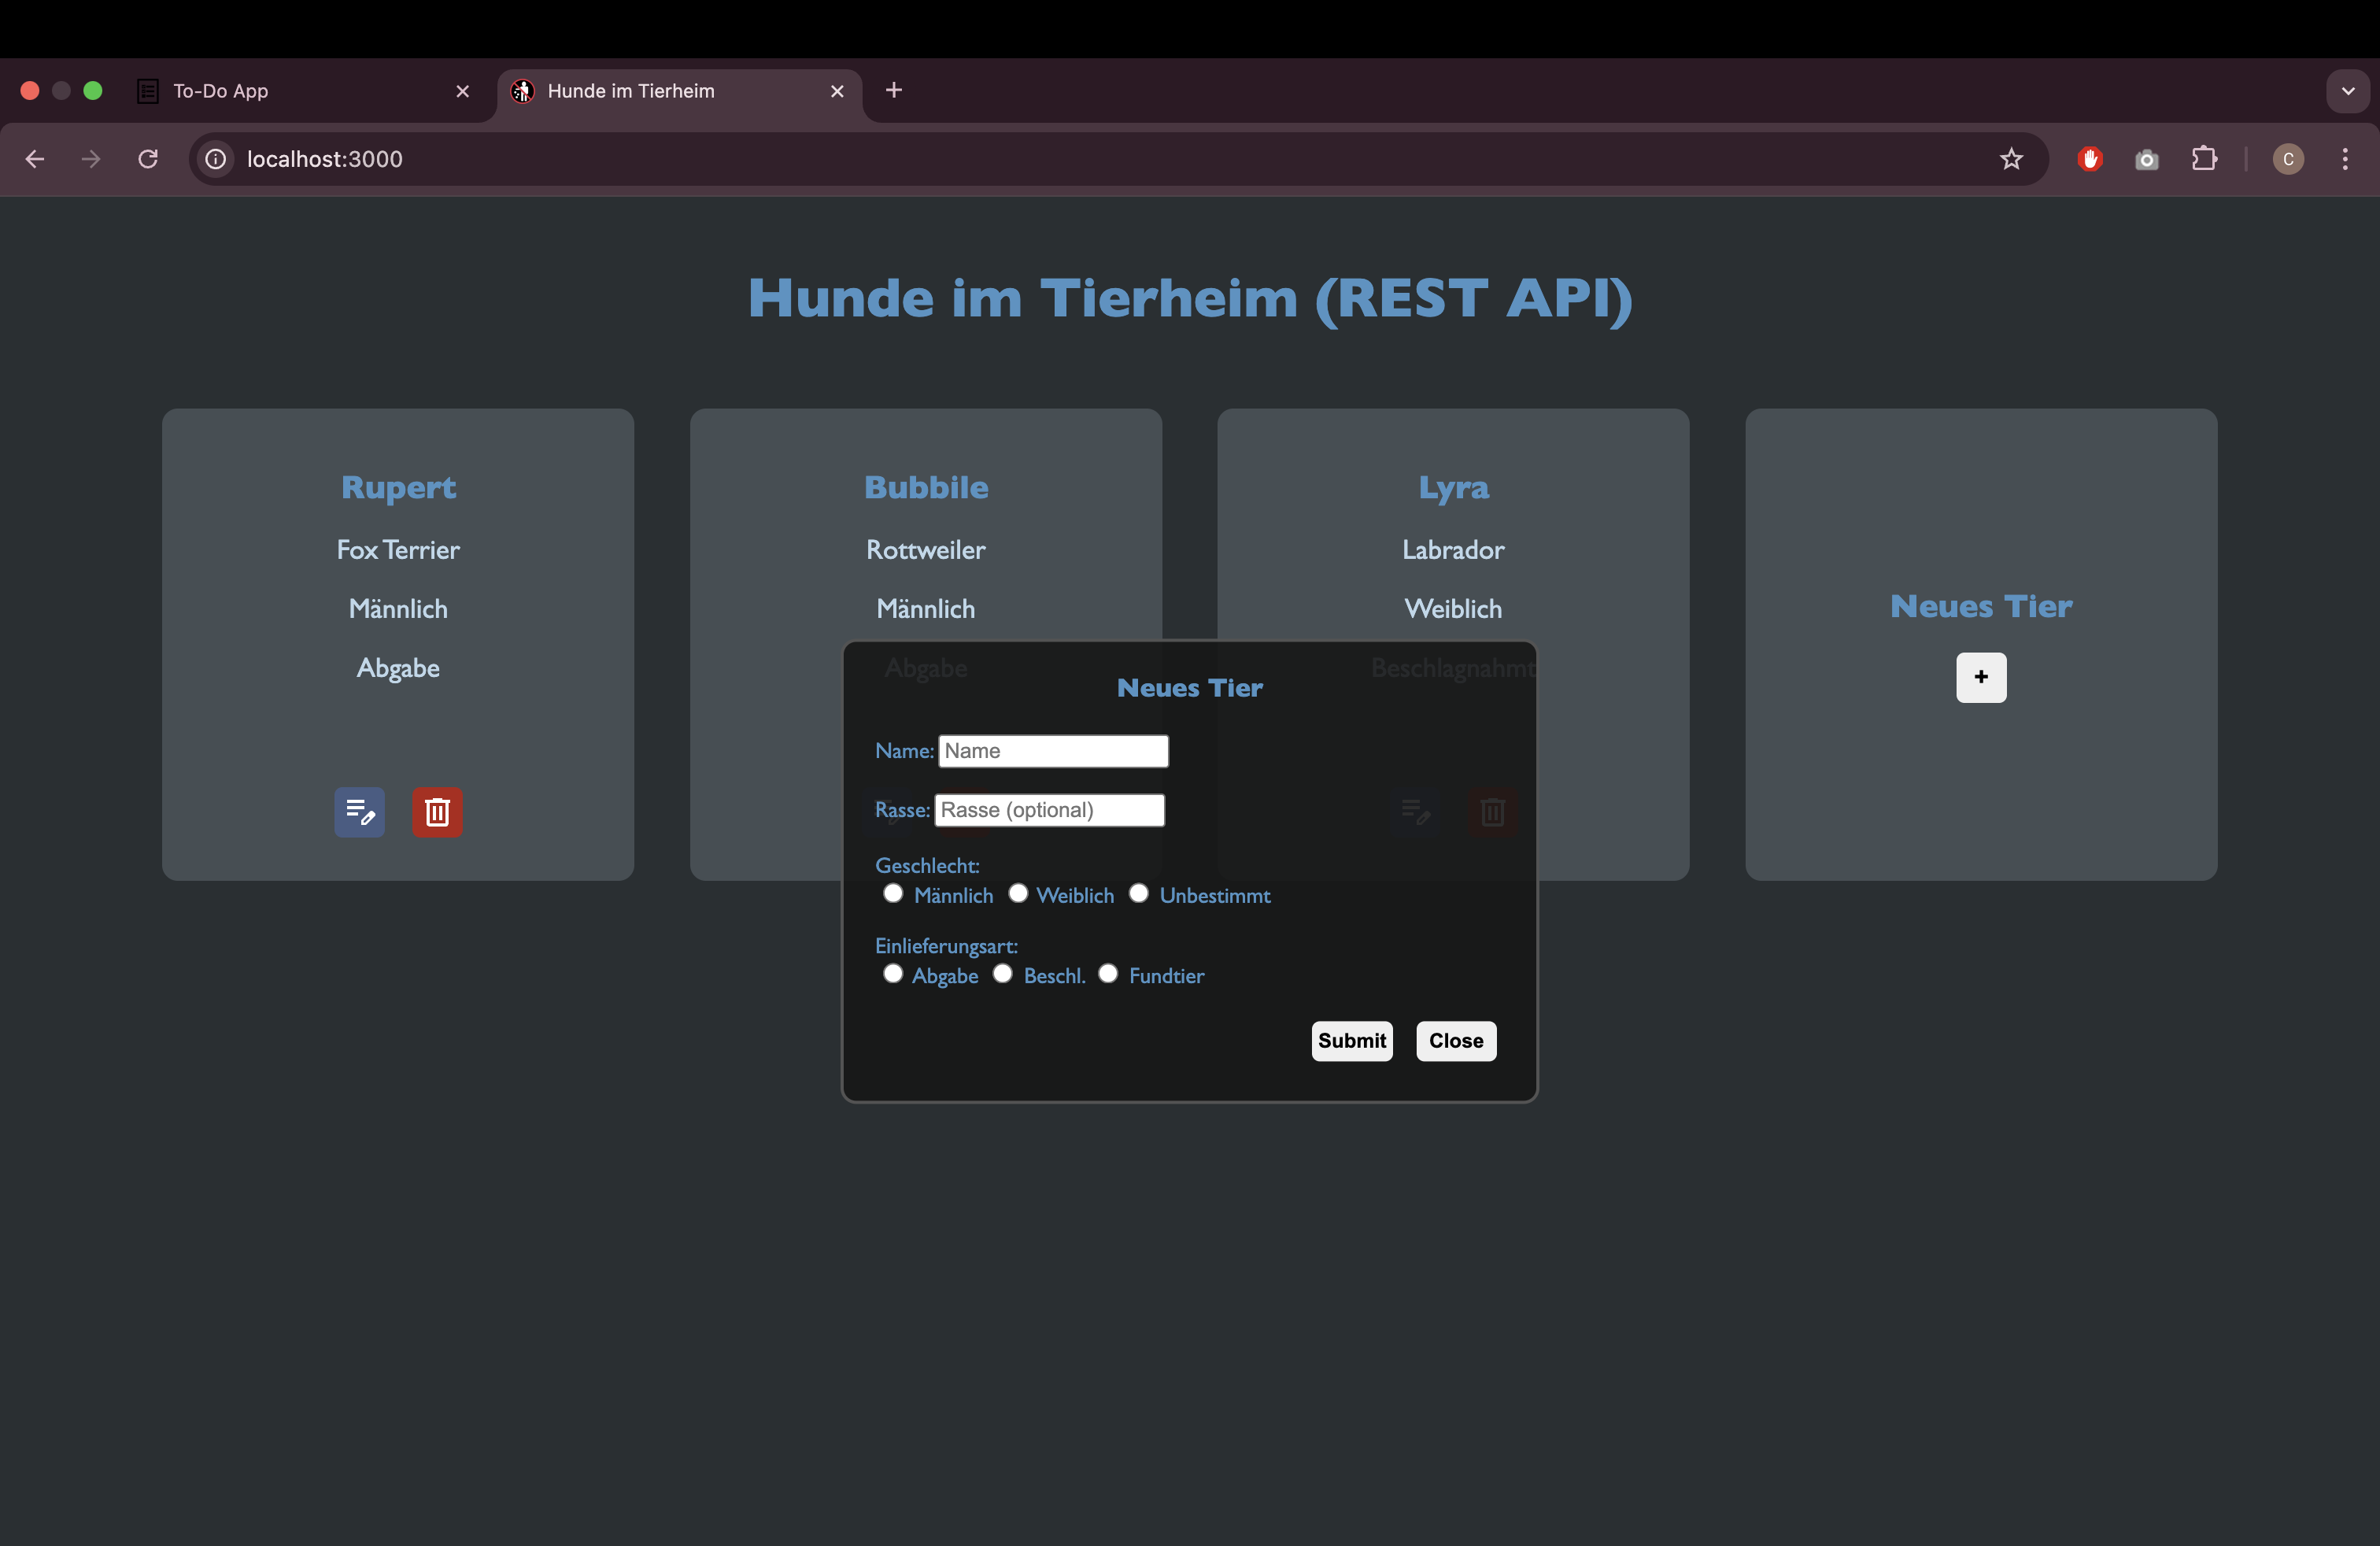 To-Do App
Hunde im Tierheim
localhost:3000
C
Hunde im Tierheim (REST API)
Rupert
Fox Terrier
Männlich
Abgabe
Bubbile
Rottweiler
Männlich
Abgabe
Lyra
Labrador
Weiblich
Beschlagnahmt
Neues Tier
+
Neues Tier
Name: Name
Rasse: Rasse (optional)
Geschlecht:
Männlich Weiblich Unbestimmt
Einlieferungsart:
Abgabe Beschl. Fundtier
Submit Close